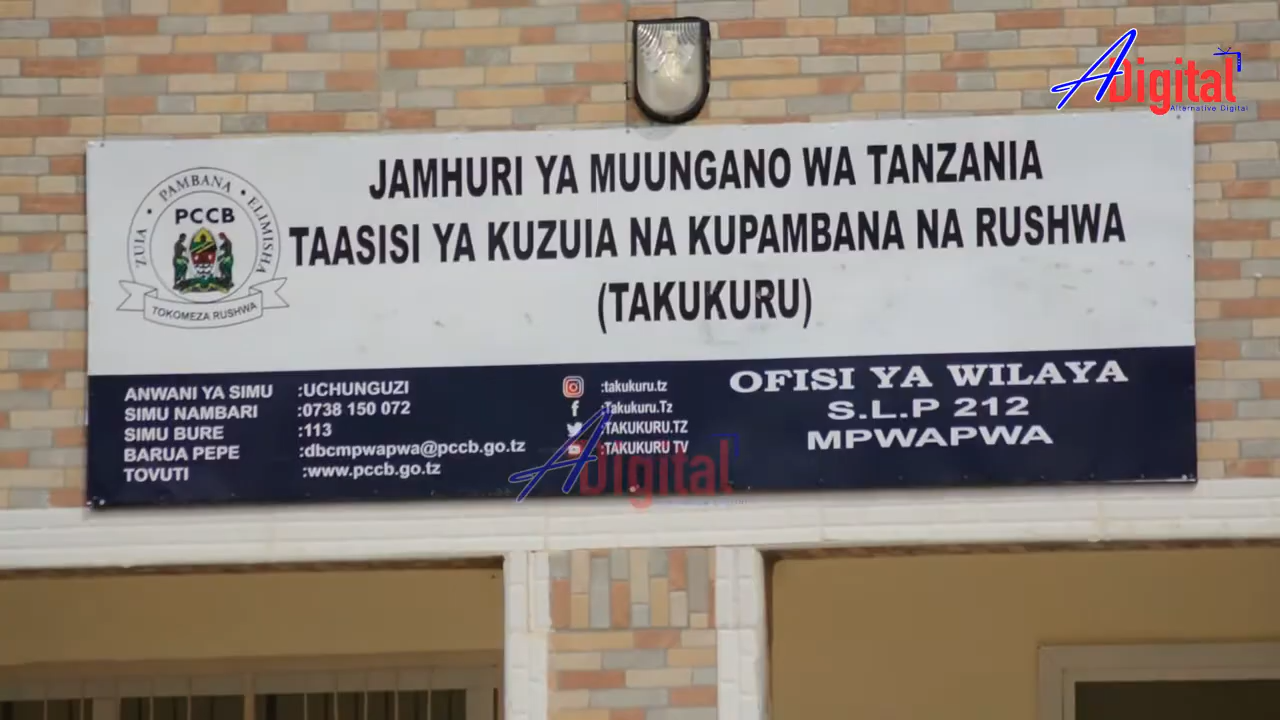 ADigital
Alternative Digital
JAMHURI YA MUUNGANO WA TANZANIA
TAASISI YA KUZUIA NA KUPAMBANA NA RUSHWA
(TAKUKURU)
ZUIA • PAMBANA • ELIMISHA
PCCB
TOKOMEZA RUSHWA
ANWANI YA SIMU :UCHUNGUZI
SIMU NAMBARI :0738 150 072
SIMU BURE :113
BARUA PEPE :dbcmpwapwa@pccb.go.tz
TOVUTI :www.pccb.go.tz
:takukuru.tz
:Takukuru.Tz
:TAKUKURU.TZ
:TAKUKURU TV
OFISI YA WILAYA
S.L.P 212
MPWAPWA
ADigital